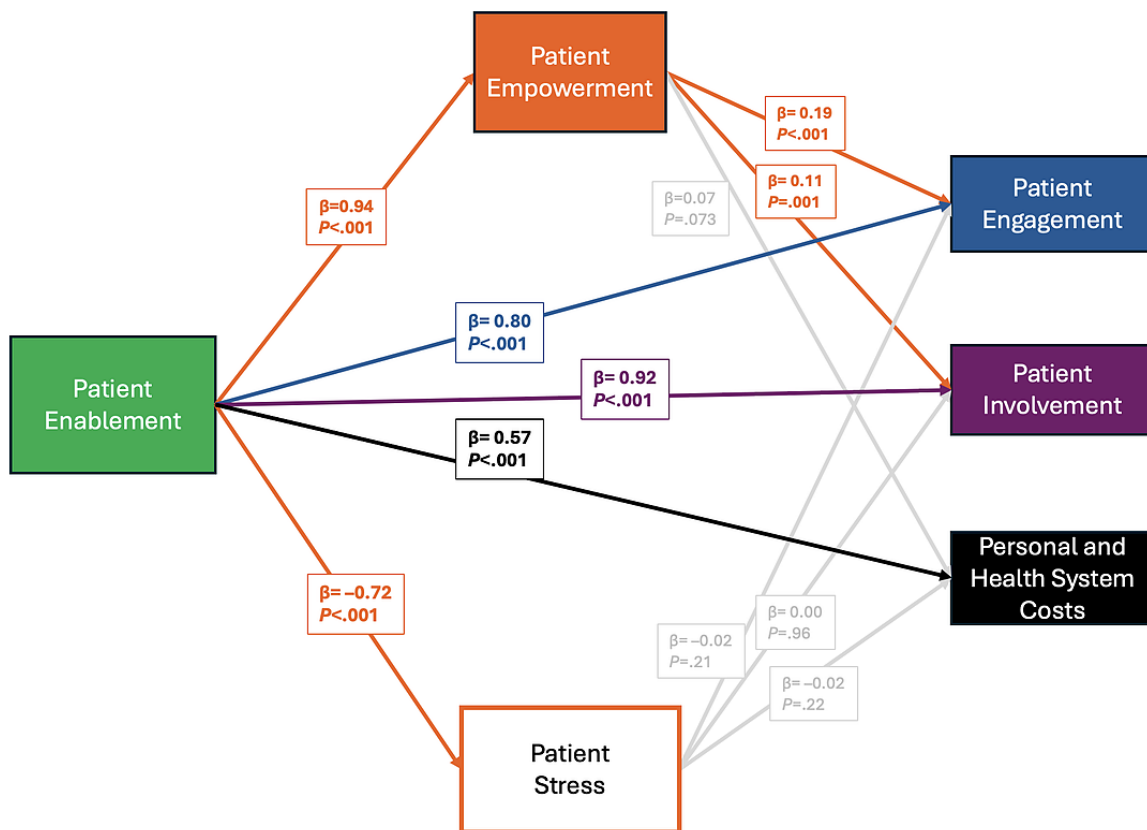 Patient
Empowerment
β= 0.19
P<.001
Patient
Engagement
β= 0.11
P=.001
β=0.07
P=.073
β=0.94
P<.001
β= 0.80
P<.001
Patient
Enablement
β= 0.92
P<.001
Patient
Involvement
β= 0.57
P<.001
Personal and
Health System
Costs
β= –0.72
P<.001
β= –0.02
P=.21
β= 0.00
P=.96
β= –0.02
P=.22
Patient
Stress